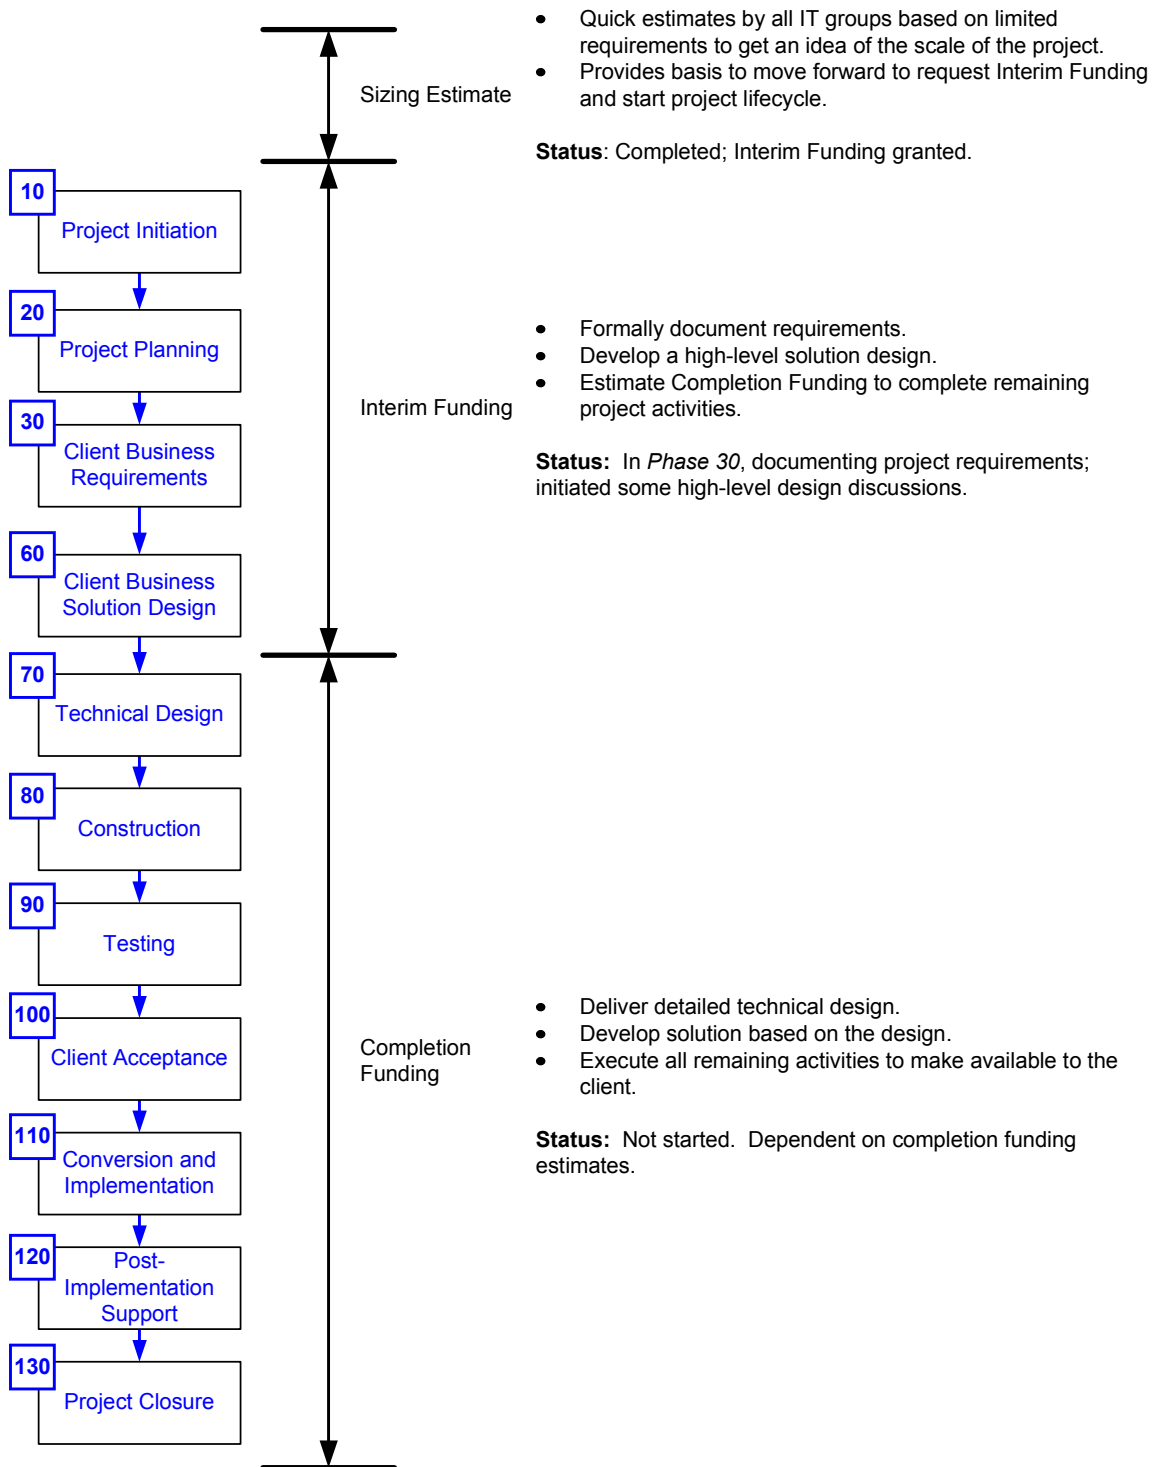 • Quick estimates by all IT groups based on limited
requirements to get an idea of the scale of the project.
• Provides basis to move forward to request Interim Funding
and start project lifecycle.
Sizing Estimate
Status: Completed; Interim Funding granted.
10
Project Initiation
20
Project Planning
30
Client Business
Requirements
60
Client Business
Solution Design
Interim Funding
• Formally document requirements.
• Develop a high-level solution design.
• Estimate Completion Funding to complete remaining
project activities.
Status: In Phase 30, documenting project requirements;
initiated some high-level design discussions.
70
Technical Design
80
Construction
90
Testing
100
Client Acceptance
110
Conversion and
Implementation
120
Post-
Implementation
Support
130
Project Closure
Completion
Funding
• Deliver detailed technical design.
• Develop solution based on the design.
• Execute all remaining activities to make available to the
client.
Status: Not started. Dependent on completion funding
estimates.